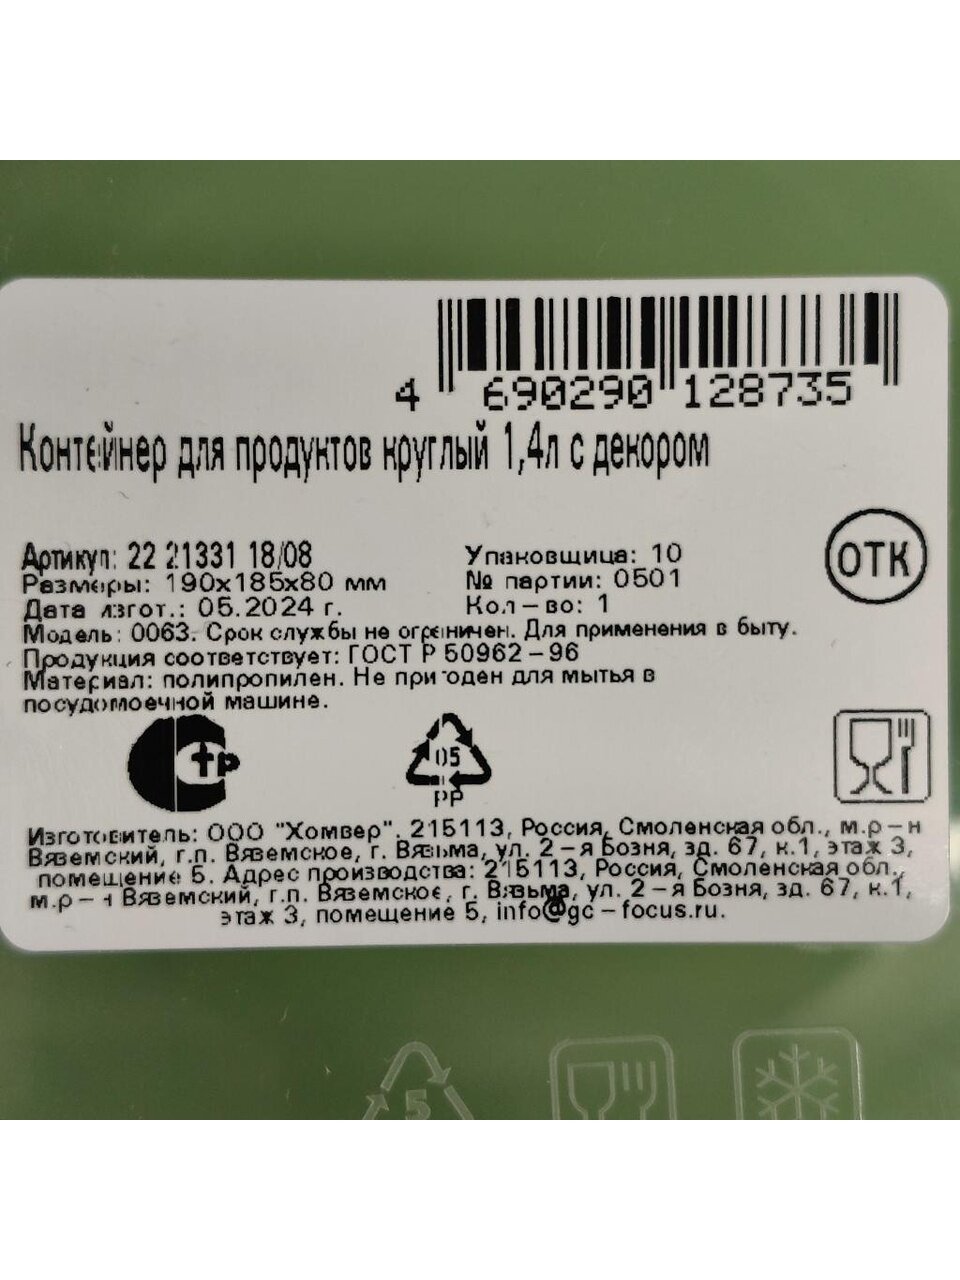 4 690290 128735
Контейнер для продуктов круглый 1,4л с декором
Артикул: 22 21331 18/08
Упаковщица: 10
Размеры: 190х185х80 мм
№ партии: 0501
Дата изгот.: 05.2024 г.
Кол-во: 1
ОТК
Модель: 0063. Срок службы не ограничен. Для применения в быту.
Продукция соответствует: ГОСТ Р 50962-96
Материал: полипропилен. Не пригоден для мытья в
посудомоечной машине.
тр
05
PP
Изготовитель: ООО "Хомвер". 215113, Россия, Смоленская обл., м.р-н
Вяземский, г.п. Вяземское, г. Вязьма, ул. 2-я Бозня, зд. 67, к.1, этаж 3,
помещение 5. Адрес производства: 215113, Россия, Смоленская обл.,
м.р-н Вяземский, г.п. Вяземское, г. Вязьма, ул. 2-я Бозня, зд. 67, к.1,
этаж 3, помещение 5, info@gc-focus.ru.
5